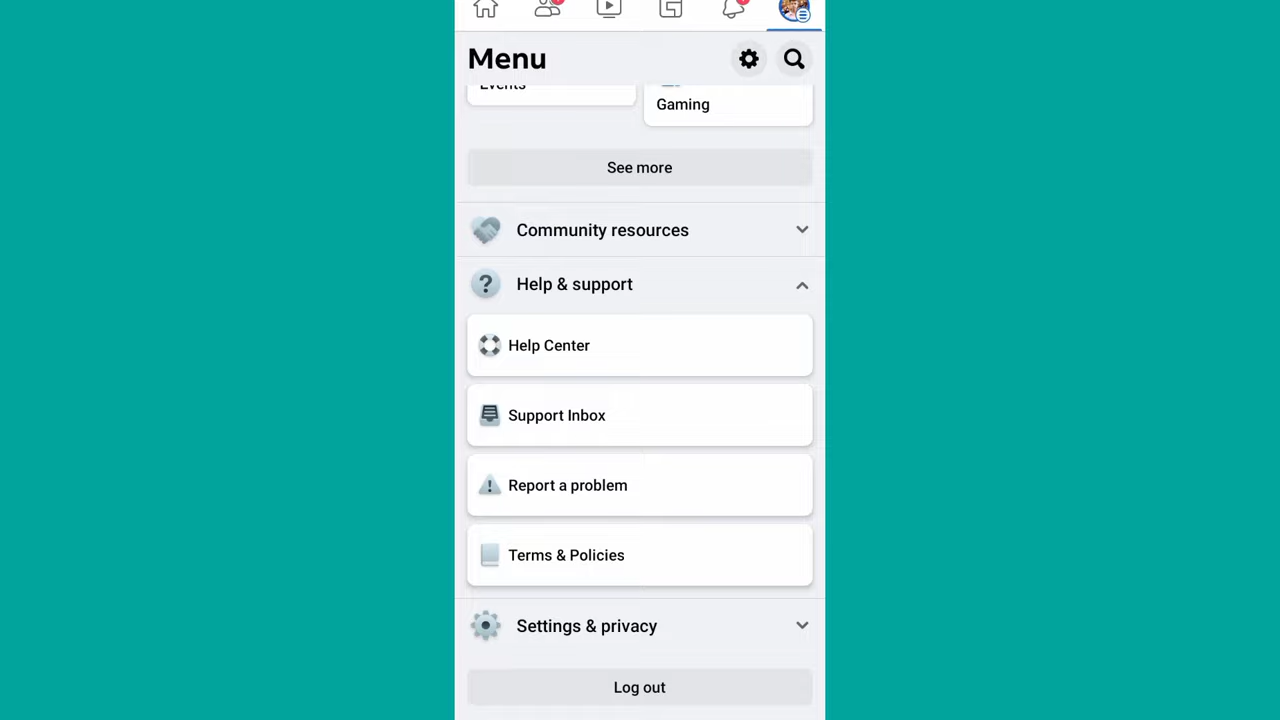 Menu
Events
Gaming
See more
Community resources
Help & support
Help Center
Support Inbox
Report a problem
Terms & Policies
Settings & privacy
Log out